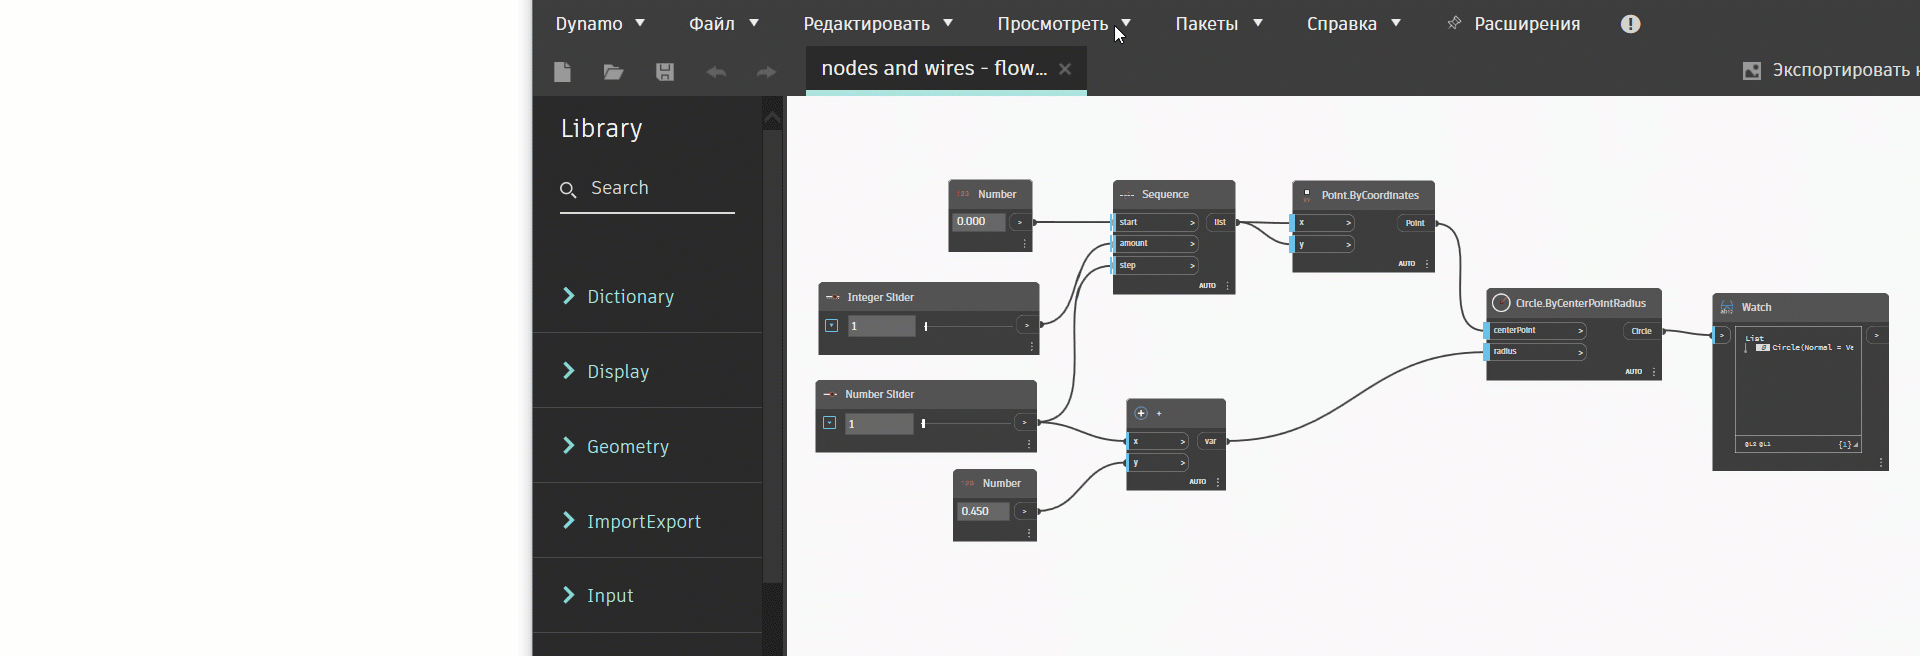 Dynamo Файл Редактировать Просмотреть Пакеты Справка Расширения
nodes and wires - flow...
Экспортировать
Library
Search
Dictionary
Display
Geometry
ImportExport
Input
Number
0.000 >
Sequence
start > list
amount >
step >
AUTO
Point.ByCoordinates
x > Point
y >
AUTO
Integer Slider
1 >
Number Slider
1 >
Number
0.450 >
+
x > var
y >
AUTO
Circle.ByCenterPointRadius
centerPoint > Circle
radius >
AUTO
Watch
> >
List
0 Circle(Normal = Ve
@L2 @L1 {1}